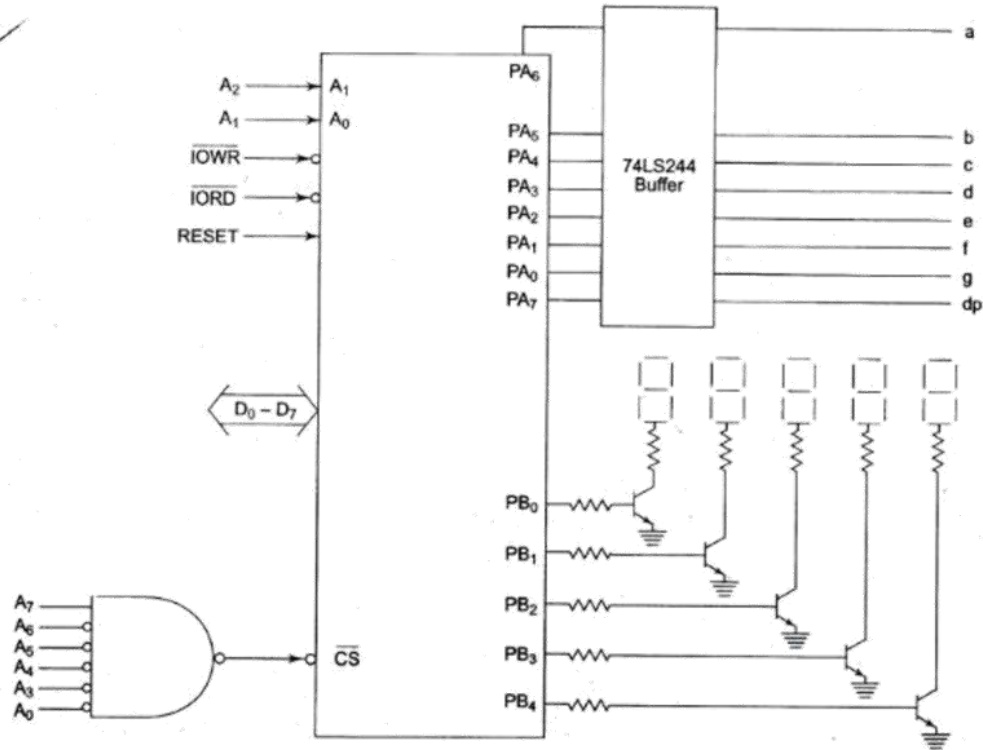 a
PA₆
A₂ A₁
A₁ A₀
PA₅ b
IOWR PA₄ c
74LS244
Buffer
IORD PA₃ d
PA₂ e
RESET PA₁ f
PA₀ g
PA₇ dp
D₀ – D₇
PB₀
PB₁
PB₂
A₇
A₆
A₅
PB₃
CS
A₄
A₃
PB₄
A₀